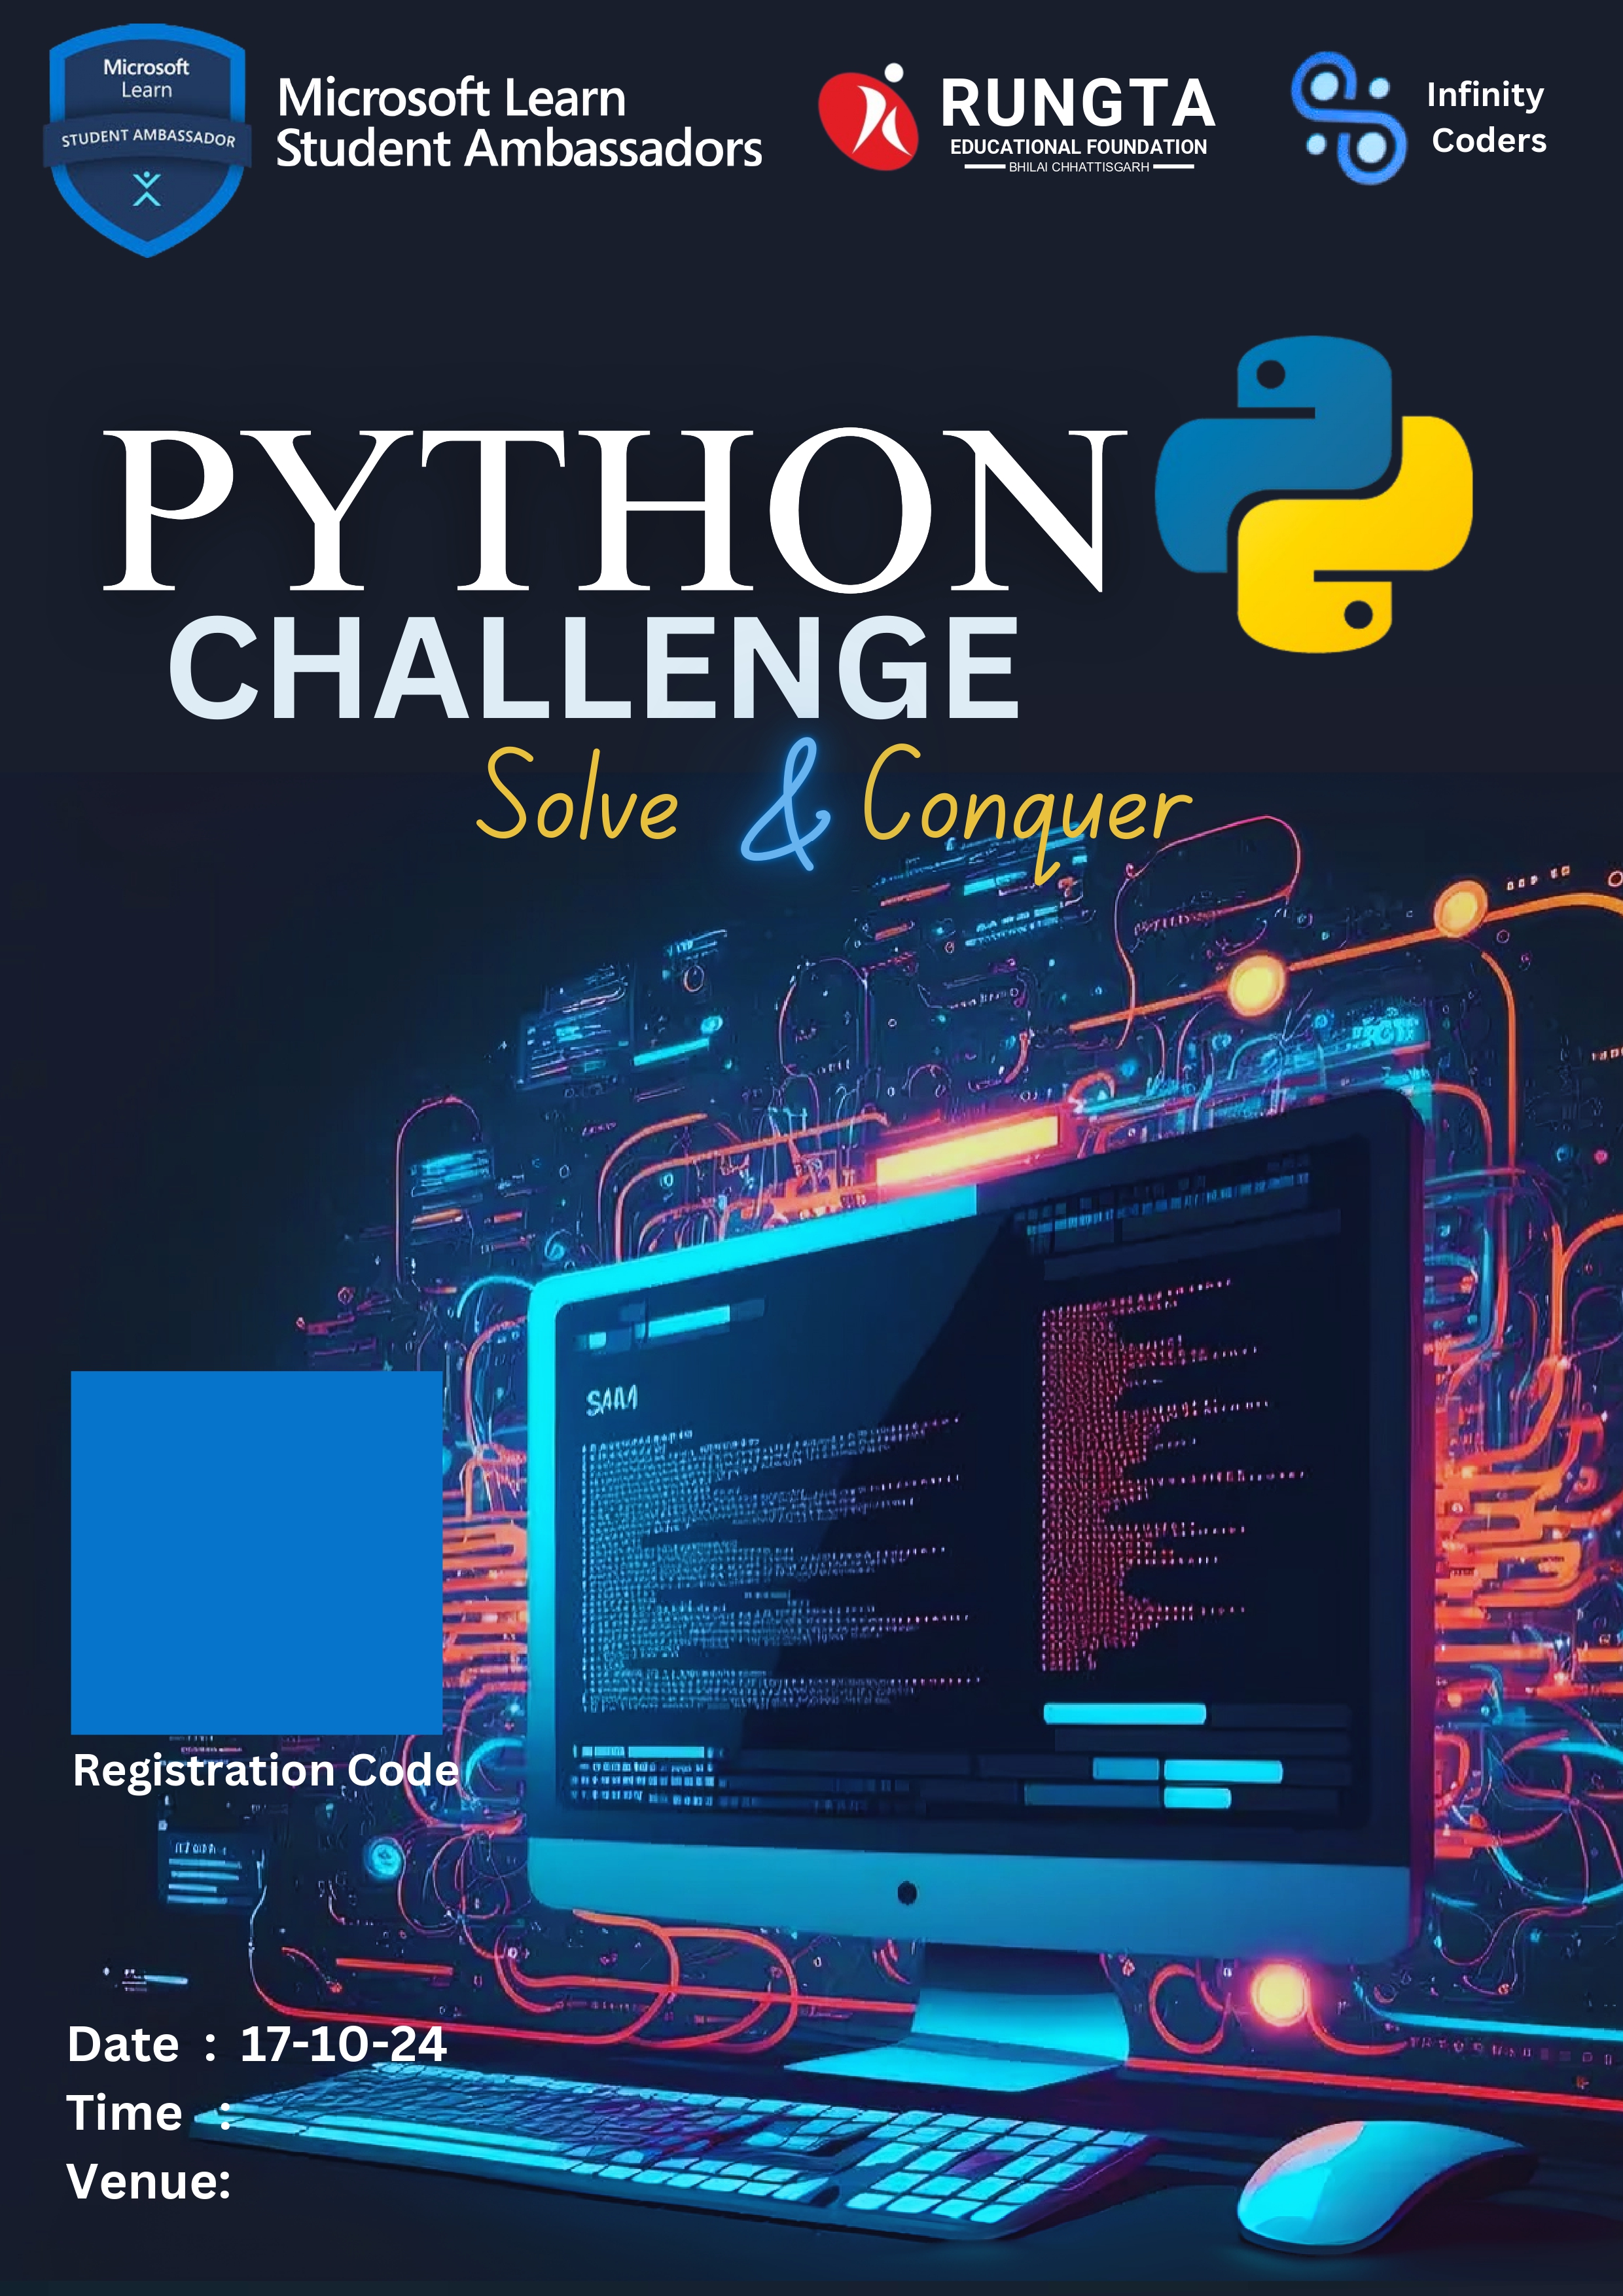 Microsoft
Learn
STUDENT AMBASSADOR
Microsoft Learn
Student Ambassadors
RUNGTA
EDUCATIONAL FOUNDATION
BHILAI CHHATTISGARH
Infinity
Coders
PYTHON
CHALLENGE
Solve & Conquer
SAM
Registration Code
Date : 17-10-24
Time :
Venue: